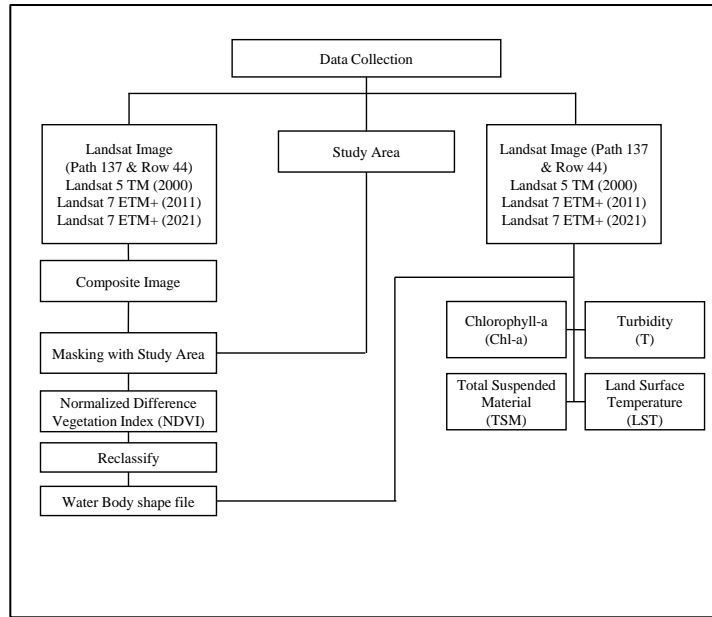 Data Collection
Landsat Image
(Path 137 & Row 44)
Landsat 5 TM (2000)
Landsat 7 ETM+ (2011)
Landsat 7 ETM+ (2021)
Study Area
Landsat Image (Path 137
& Row 44)
Landsat 5 TM (2000)
Landsat 7 ETM+ (2011)
Landsat 7 ETM+ (2021)
Composite Image
Masking with Study Area
Normalized Difference
Vegetation Index (NDVI)
Reclassify
Water Body shape file
Chlorophyll-a
(Chl-a)
Turbidity
(T)
Total Suspended
Material
(TSM)
Land Surface
Temperature
(LST)